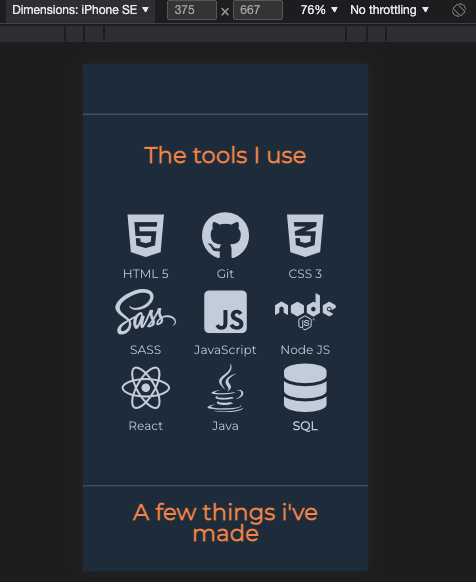 Dimensions: iPhone SE ▼ 375 × 667 76% ▼ No throttling ▼
The tools I use
5 3
HTML 5 Git CSS 3
Sass JS node JS
SASS JavaScript Node JS
React Java SQL
A few things i've
made